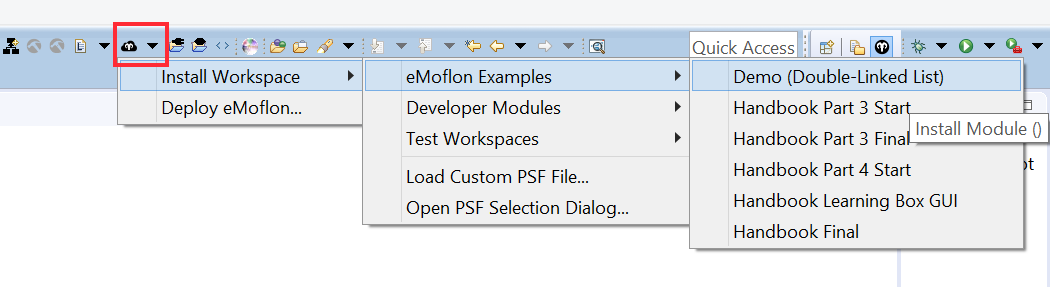 Quick Access
Install Workspace
Deploy eMoflon...
eMoflon Examples
Developer Modules
Test Workspaces
Load Custom PSF File...
Open PSF Selection Dialog...
Demo (Double-Linked List)
Handbook Part 3 Start
Handbook Part 3 Final
Handbook Part 4 Start
Handbook Learning Box GUI
Handbook Final
Install Module ()